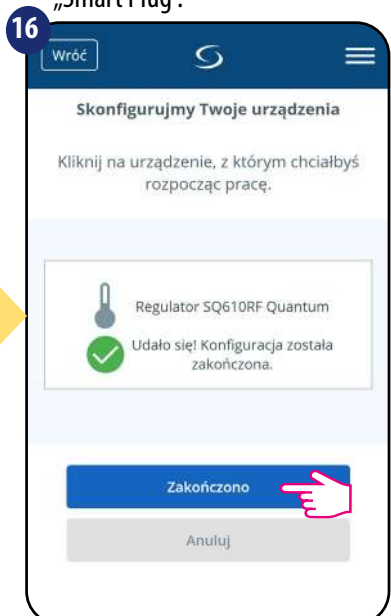 „Smart Plug”.
16
Wróć
Skonfigurujmy Twoje urządzenia
Kliknij na urządzenie, z którym chciałbyś
rozpocząc pracę.
Regulator SQ610RF Quantum
Udało się! Konfiguracja została
zakończona.
Zakończono
Anuluj